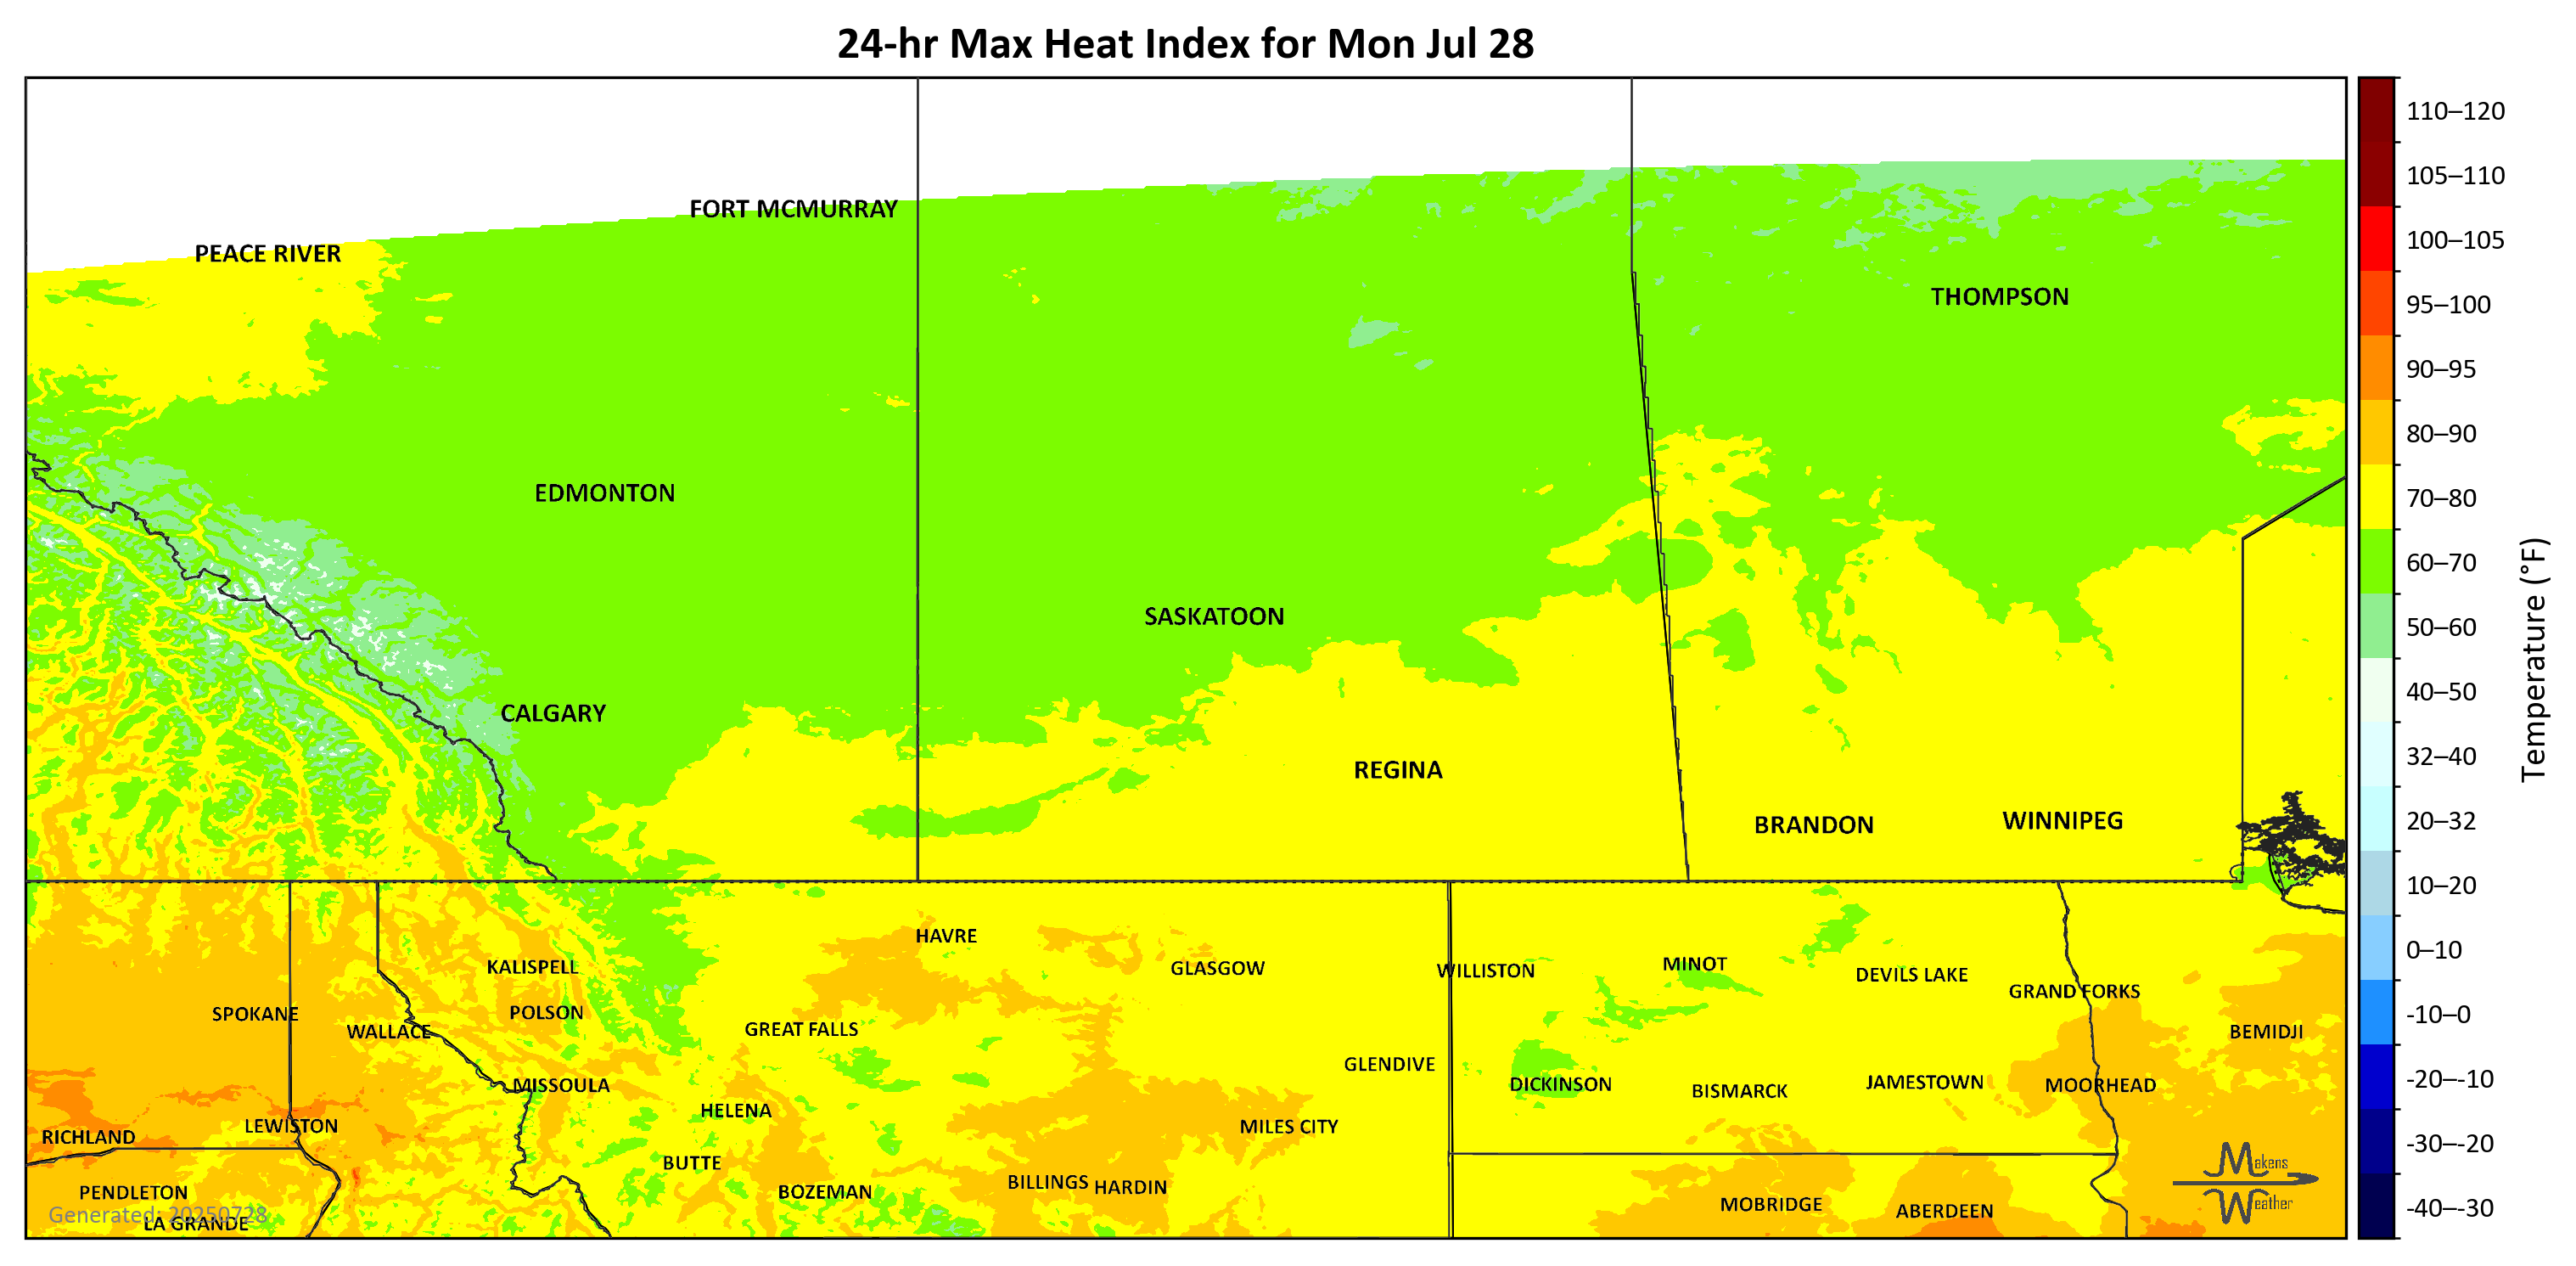 24-hr Max Heat Index for Mon Jul 28
110–120
105–110
100–105
95–100
90–95
80–90
70–80
60–70
50–60
40–50
32–40
20–32
10–20
0–10
-10–0
-20–-10
-30–-20
-40–-30
Temperature (°F)
FORT MCMURRAY
PEACE RIVER
THOMPSON
EDMONTON
SASKATOON
CALGARY
REGINA
BRANDON
WINNIPEG
HAVRE
KALISPELL
GLASGOW
WILLISTON
MINOT
DEVILS LAKE
GRAND FORKS
SPOKANE
POLSON
WALLACE
GREAT FALLS
BEMIDJI
GLENDIVE
MISSOULA
DICKINSON
BISMARCK
JAMESTOWN
MOORHEAD
HELENA
RICHLAND
LEWISTON
MILES CITY
BUTTE
PENDLETON
BOZEMAN
BILLINGS
HARDIN
MOBRIDGE
ABERDEEN
LA GRANDE
Generated: 20250728
Makens
Weather